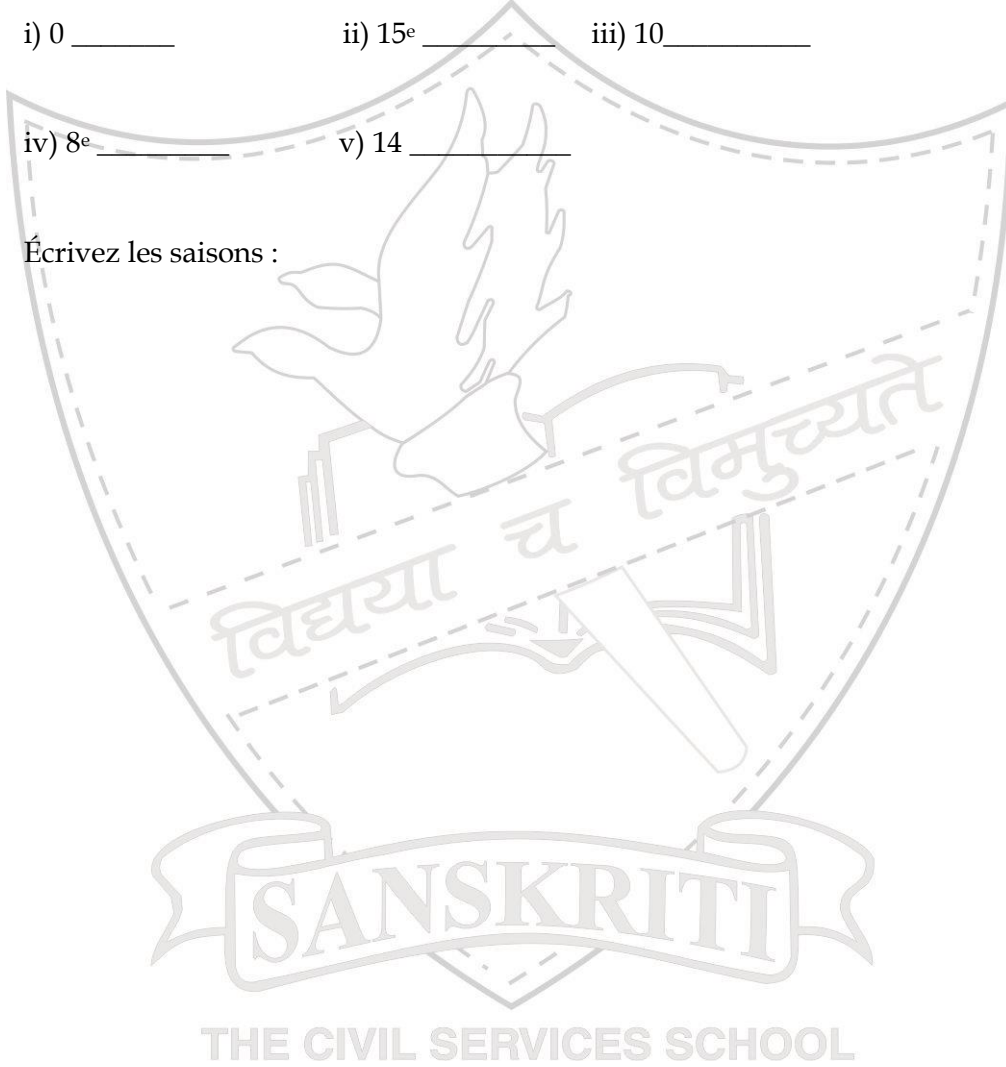 i) 0 _______ ii) 15ᵉ _________ iii) 10__________
iv) 8ᵉ _________ v) 14 ___________
Écrivez les saisons :
विद्यया च विमुच्यते
SANSKRITI
THE CIVIL SERVICES SCHOOL